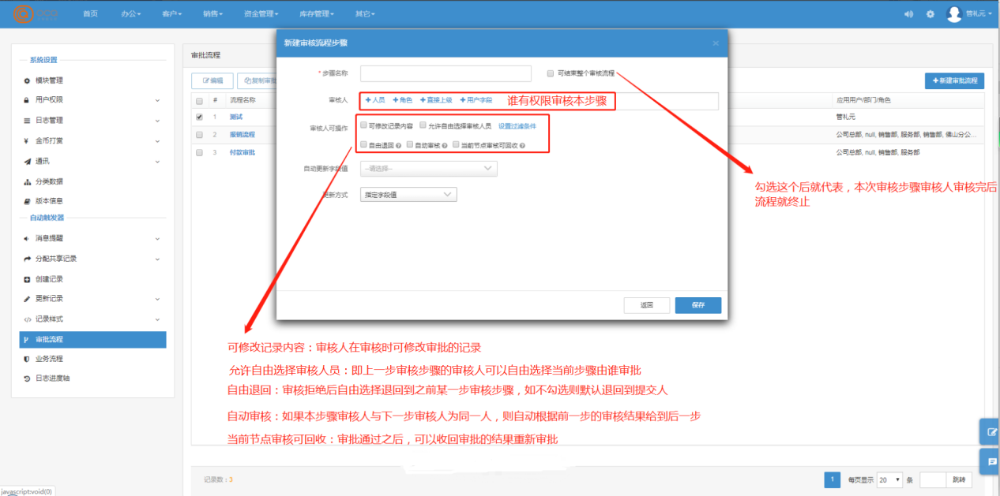 首页 办公 客户 销售 资金管理 库存管理 其它 管礼元
系统设置
模块管理
用户权限
日志管理
¥ 金币打赏
通讯
分类数据
版本信息
自动触发器
消息提醒
分配共享记录
创建记录
更新记录
</> 记录样式
审批流程
业务流程
日志进度轴
审批流程
编辑 复制审批
+新建审批流程
# 流程名称 应用用户/部门/角色
1 测试 管礼元
2 报销流程 公司总部, null, 销售部, 服务部, 销售部, 佛山分公...
3 付款审批 公司总部, null, 销售部, 服务部
新建审核流程步骤 ×
*步骤名称 可结束整个审核流程
审核人 +人员 +角色 +直接上级 +用户字段 谁有权限审核本步骤
审核人可操作 可修改记录内容 允许自由选择审核人员 设置过滤条件
自由退回 自动审核 当前节点审核可回收
自动更新字段值 --请选择--
更新方式 指定字段值
返回 保存
勾选这个后就代表，本次审核步骤审核人审核完后
流程就终止
可修改记录内容：审核人在审核时可修改审批的记录
允许自由选择审核人员：即上一步审核步骤的审核人可以自由选择当前步骤由谁审批
自由退回：审核拒绝后自由选择退回到之前某一步审核步骤，如不勾选则默认退回到提交人
自动审核：如果本步骤审核人与下一步审核人为同一人，则自动根据前一步的审核结果给到后一步
当前节点审核可回收：审批通过之后，可以收回审批的结果重新审批
记录数：3
1 每页显示 20 条 跳转
javascript:void(0)